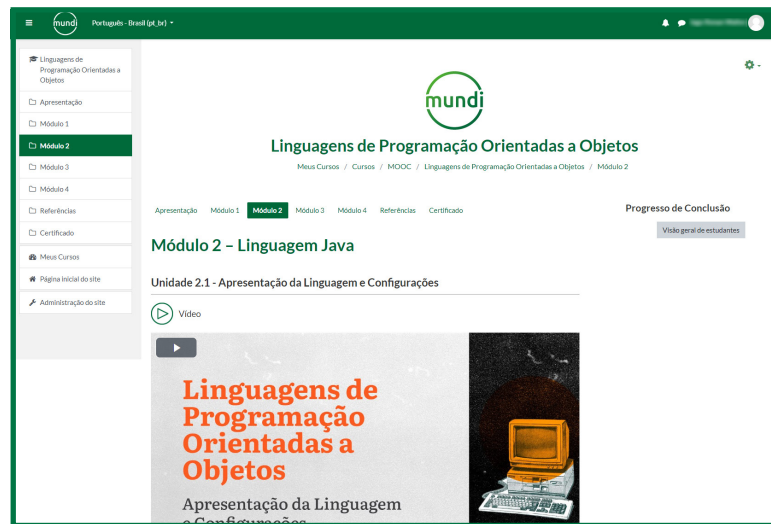 mundi
Português - Brasil (pt_br)
Linguagens de
Programação Orientadas a
Objetos
Apresentação
Módulo 1
Módulo 2
Módulo 3
Módulo 4
Referências
Certificado
Meus Cursos
Página inicial do site
Administração do site
mundi
Linguagens de Programação Orientadas a Objetos
Meus Cursos / Cursos / MOOC / Linguagens de Programação Orientadas a Objetos / Módulo 2
Apresentação Módulo 1 Módulo 2 Módulo 3 Módulo 4 Referências Certificado
Progresso de Conclusão
Visão geral de estudantes
Módulo 2 – Linguagem Java
Unidade 2.1 - Apresentação da Linguagem e Configurações
Vídeo
Linguagens de
Programação
Orientadas a
Objetos
Apresentação da Linguagem
e Configurações